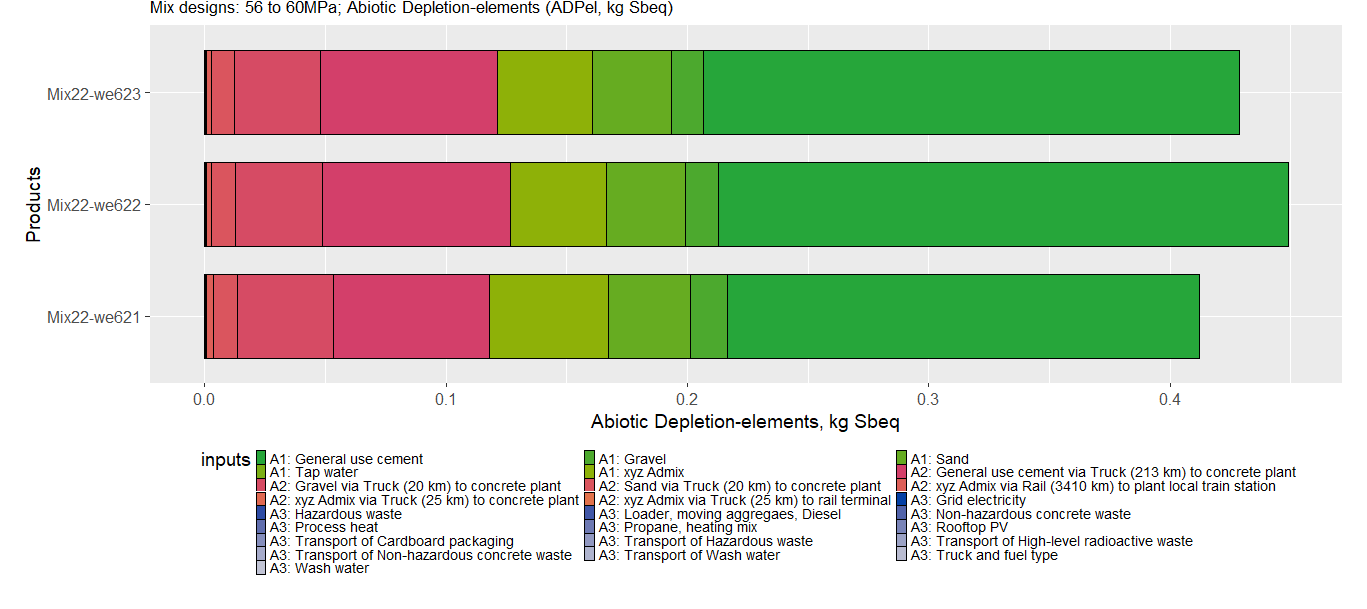 Mix designs: 56 to 60MPa; Abiotic Depletion-elements (ADPel, kg Sbeq)
Products
Mix22-we623
Mix22-we622
Mix22-we621
0.0 0.1 0.2 0.3 0.4
Abiotic Depletion-elements, kg Sbeq
inputs
A1: General use cement A1: Gravel A1: Sand
A1: Tap water A1: xyz Admix A2: General use cement via Truck (213 km) to concrete plant
A2: Gravel via Truck (20 km) to concrete plant A2: Sand via Truck (20 km) to concrete plant A2: xyz Admix via Rail (3410 km) to plant local train station
A2: xyz Admix via Truck (25 km) to concrete plant A2: xyz Admix via Truck (25 km) to rail terminal A3: Grid electricity
A3: Hazardous waste A3: Loader, moving aggregaes, Diesel A3: Non-hazardous concrete waste
A3: Process heat A3: Propane, heating mix A3: Rooftop PV
A3: Transport of Cardboard packaging A3: Transport of Hazardous waste A3: Transport of High-level radioactive waste
A3: Transport of Non-hazardous concrete waste A3: Transport of Wash water A3: Truck and fuel type
A3: Wash water